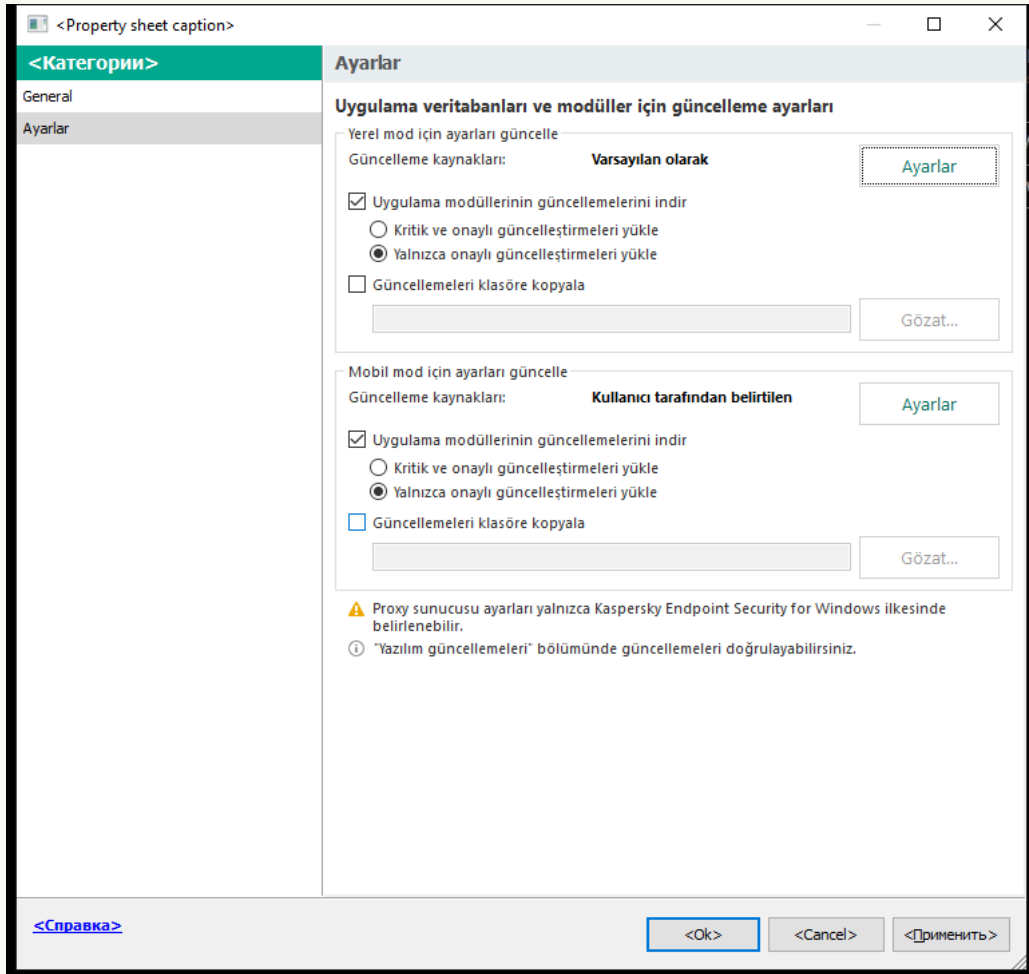 <Property sheet caption>
<Категории>
General
Ayarlar
Ayarlar
Uygulama veritabanları ve modüller için güncelleme ayarları
Yerel mod için ayarları güncelle
Güncelleme kaynakları: Varsayılan olarak
Ayarlar
Uygulama modüllerinin güncellemelerini indir
Kritik ve onaylı güncelleştirmeleri yükle
Yalnızca onaylı güncelleştirmeleri yükle
Güncellemeleri klasöre kopyala
Gözat...
Mobil mod için ayarları güncelle
Güncelleme kaynakları: Kullanıcı tarafından belirtilen
Ayarlar
Uygulama modüllerinin güncellemelerini indir
Kritik ve onaylı güncelleştirmeleri yükle
Yalnızca onaylı güncelleştirmeleri yükle
Güncellemeleri klasöre kopyala
Gözat...
Proxy sunucusu ayarları yalnızca Kaspersky Endpoint Security for Windows ilkesinde
belirlenebilir.
"Yazılım güncellemeleri" bölümünde güncellemeleri doğrulayabilirsiniz.
<Справка>
<Ok>
<Cancel>
<Применить>